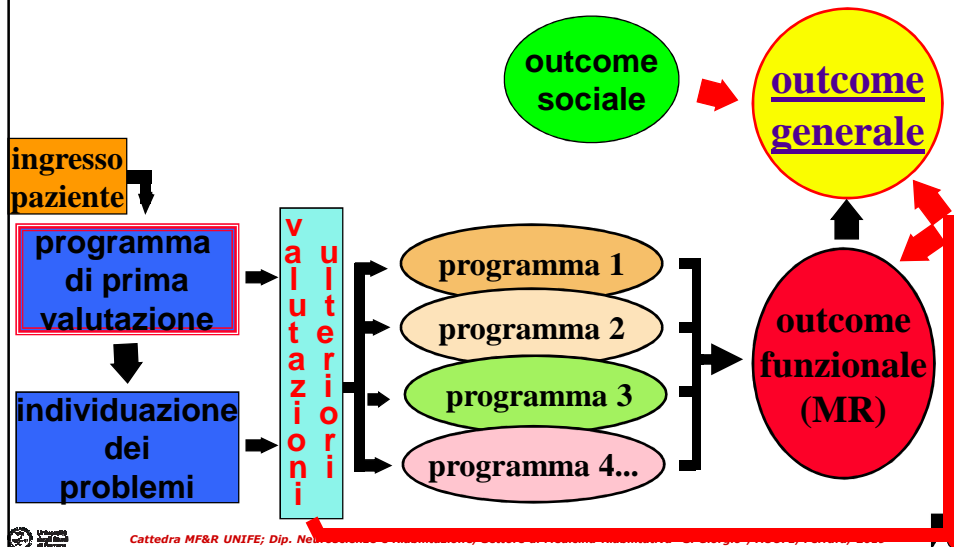 outcome
sociale
outcome
generale
ingresso
paziente
programma
di prima
valutazione
individuazione
dei
problemi
valutazioni
ulteriori
programma 1
programma 2
programma 3
programma 4...
outcome
funzionale
(MR)
Cattedra MF&R UNIFE; Dip.